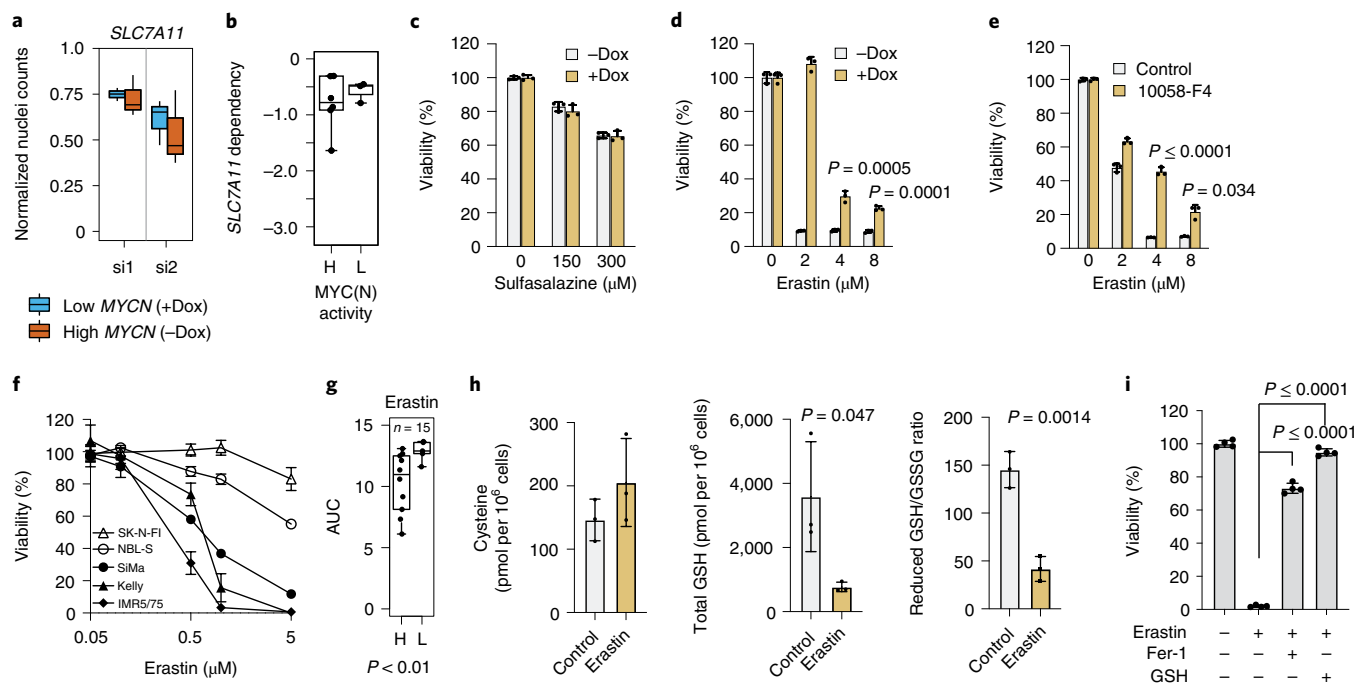 a
SLC7A11
Normalized nuclei counts
1.0
0.75
0.5
0.25
0
si1 si2
Low MYCN (+Dox)
High MYCN (–Dox)
b
SLC7A11 dependency
0
−1.0
−2.0
−3.0
H L
MYC(N)
activity
c
Viability (%)
120
100
80
60
40
20
0
–Dox
+Dox
0 150 300
Sulfasalazine (μM)
d
Viability (%)
120
100
80
60
40
20
0
–Dox
+Dox
P = 0.0005
P = 0.0001
0 2 4 8
Erastin (μM)
e
Viability (%)
120
100
80
60
40
20
0
Control
10058-F4
P ≤ 0.0001
P = 0.034
0 2 4 8
Erastin (μM)
f
Viability (%)
120
100
80
60
40
20
0
SK-N-FI
NBL-S
SiMa
Kelly
IMR5/75
0.05 0.5 5
Erastin (μM)
g
Erastin
n = 15
AUC
15
10
5
0
H L
P < 0.01
h
Cysteine
(pmol per 10⁶ cells)
300
200
100
0
Control
Erastin
Total GSH (pmol per 10⁶ cells)
6,000
4,000
2,000
0
P = 0.047
Control
Erastin
Reduced GSH/GSSG ratio
200
150
100
50
0
P = 0.0014
Control
Erastin
i
P ≤ 0.0001
P ≤ 0.0001
Viability (%)
120
100
80
60
40
20
0
Erastin – + + +
Fer-1 – – + –
GSH – – – +